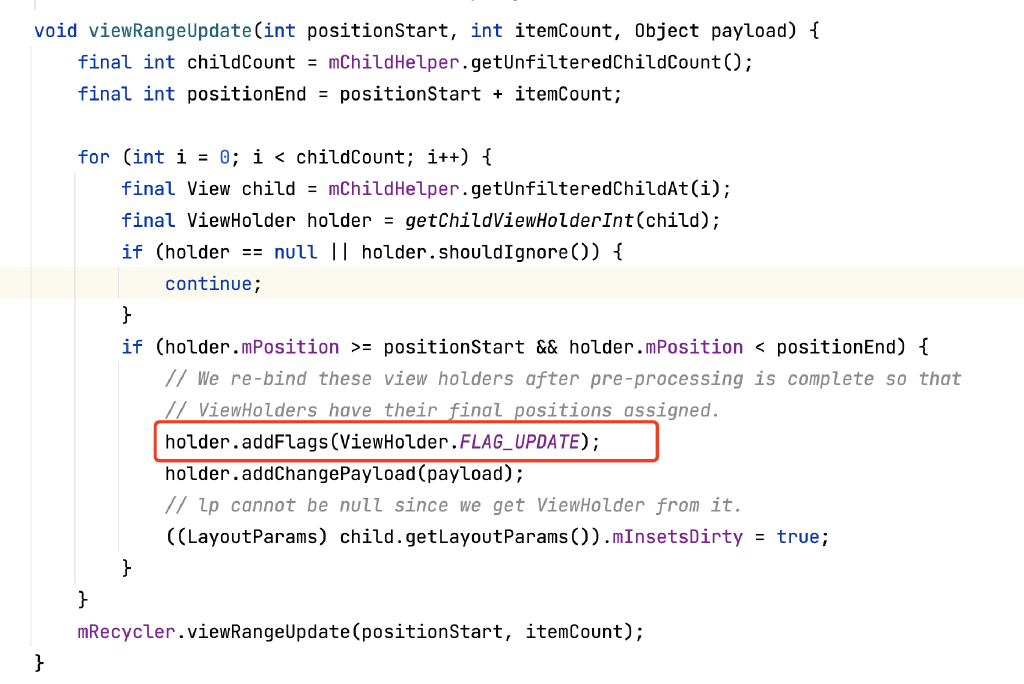 void viewRangeUpdate(int positionStart, int itemCount, Object payload) {
final int childCount = mChildHelper.getUnfilteredChildCount();
final int positionEnd = positionStart + itemCount;
for (int i = 0; i < childCount; i++) {
final View child = mChildHelper.getUnfilteredChildAt(i);
final ViewHolder holder = getChildViewHolderInt(child);
if (holder == null || holder.shouldIgnore()) {
continue;
}
if (holder.mPosition >= positionStart && holder.mPosition < positionEnd) {
// We re-bind these view holders after pre-processing is complete so that
// ViewHolders have their final positions assigned.
holder.addFlags(ViewHolder.FLAG_UPDATE);
holder.addChangePayload(payload);
// lp cannot be null since we get ViewHolder from it.
((LayoutParams) child.getLayoutParams()).mInsetsDirty = true;
}
}
mRecycler.viewRangeUpdate(positionStart, itemCount);
}